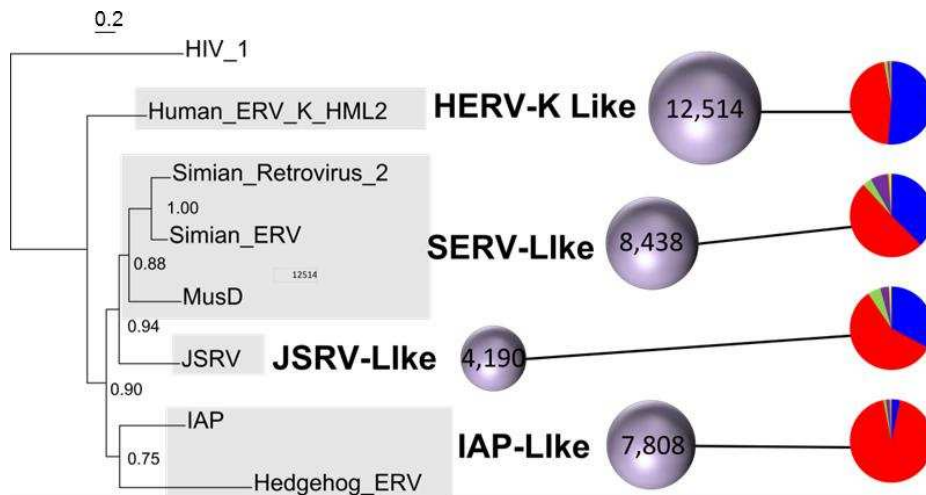 0.2
HIV_1
Human_ERV_K_HML2
HERV-K Like
12,514
Simian_Retrovirus_2
1.00
Simian_ERV
SERV-LIke
8,438
0.88
12514
MusD
0.94
JSRV
JSRV-LIke
4,190
0.90
IAP
IAP-LIke
7,808
0.75
Hedgehog_ERV